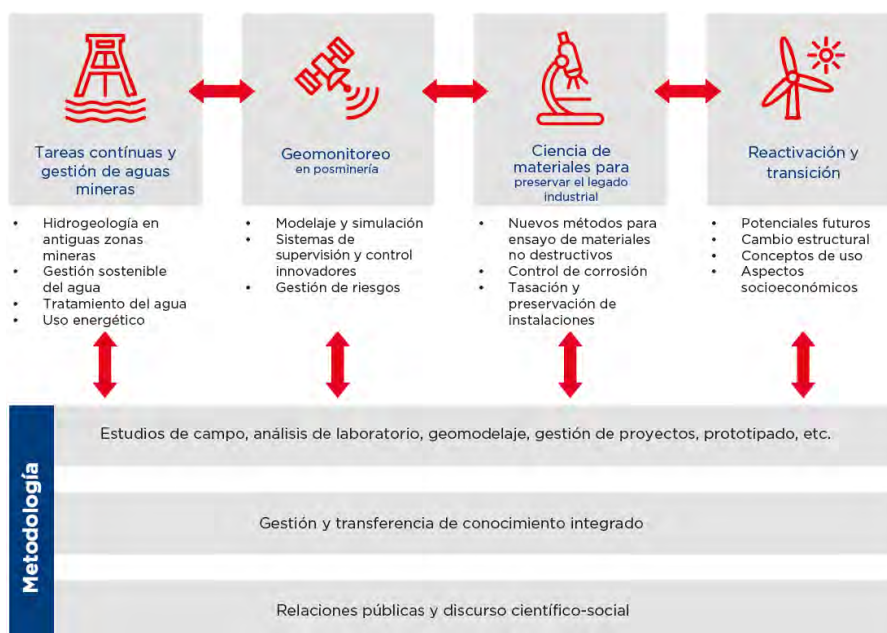 Tareas contínuas y
gestión de aguas
mineras
Geomonitoreo
en posminería
Ciencia de
materiales para
preservar el legado
industrial
Reactivación y
transición
• Hidrogeología en
antiguas zonas
mineras
• Gestión sostenible
del agua
• Tratamiento del agua
• Uso energético
• Modelaje y simulación
• Sistemas de
supervisión y control
innovadores
• Gestión de riesgos
• Nuevos métodos para
ensayo de materiales
no destructivos
• Control de corrosión
• Tasación y
preservación de
instalaciones
• Potenciales futuros
• Cambio estructural
• Conceptos de uso
• Aspectos
socioeconómicos
Metodología
Estudios de campo, análisis de laboratorio, geomodelaje, gestión de proyectos, prototipado, etc.
Gestión y transferencia de conocimiento integrado
Relaciones públicas y discurso científico-social